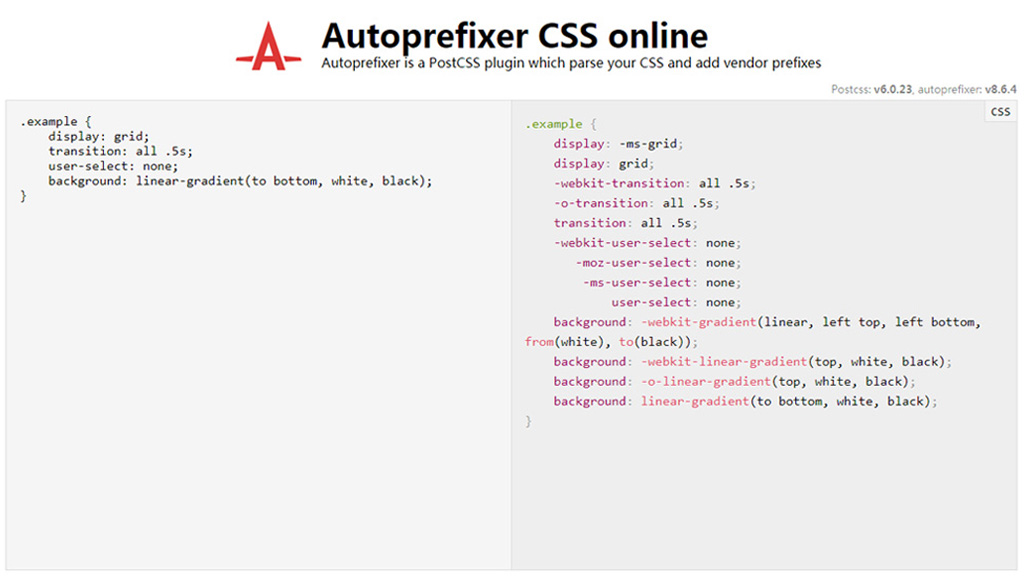 Autoprefixer CSS online
Autoprefixer is a PostCSS plugin which parse your CSS and add vendor prefixes
Postcss: v6.0.23, autoprefixer: v8.6.4
.example {
    display: grid;
    transition: all .5s;
    user-select: none;
    background: linear-gradient(to bottom, white, black);
}
CSS
.example {
    display: -ms-grid;
    display: grid;
    -webkit-transition: all .5s;
    -o-transition: all .5s;
    transition: all .5s;
    -webkit-user-select: none;
       -moz-user-select: none;
        -ms-user-select: none;
            user-select: none;
    background: -webkit-gradient(linear, left top, left bottom,
from(white), to(black));
    background: -webkit-linear-gradient(top, white, black);
    background: -o-linear-gradient(top, white, black);
    background: linear-gradient(to bottom, white, black);
}